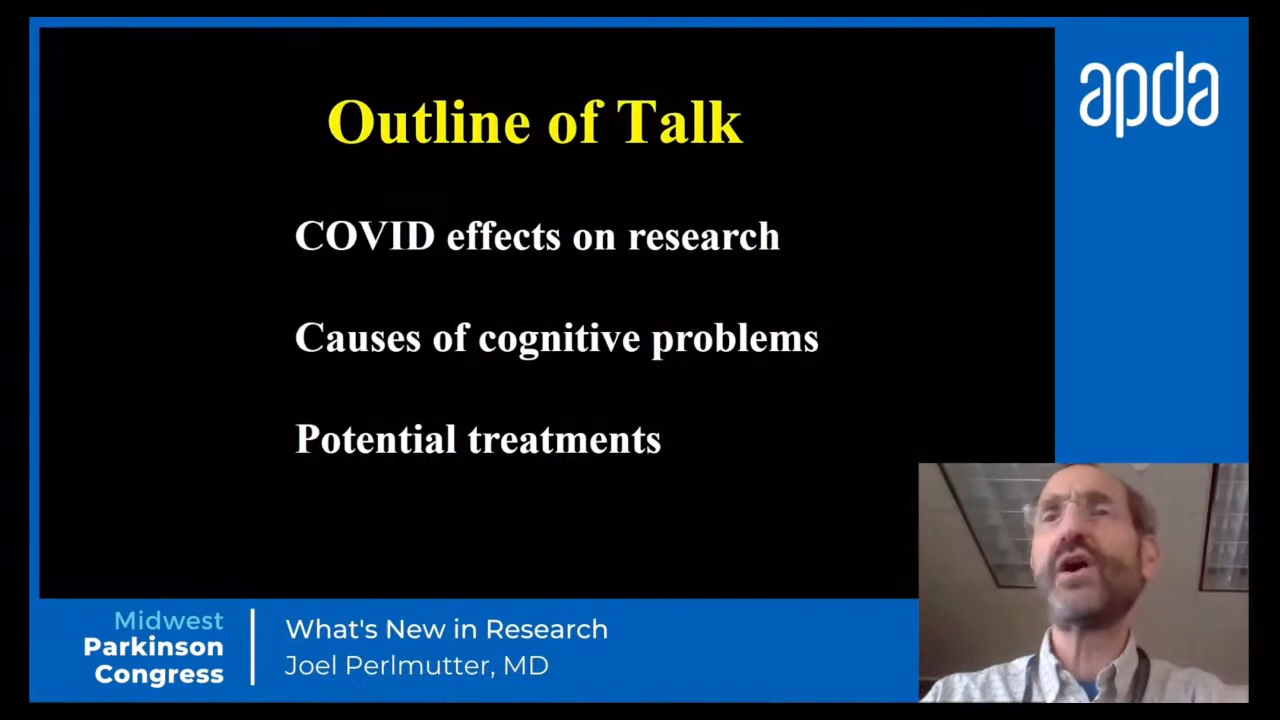 Outline of Talk
apda
COVID effects on research
Causes of cognitive problems
Potential treatments
Midwest
Parkinson
Congress
What's New in Research
Joel Perlmutter, MD